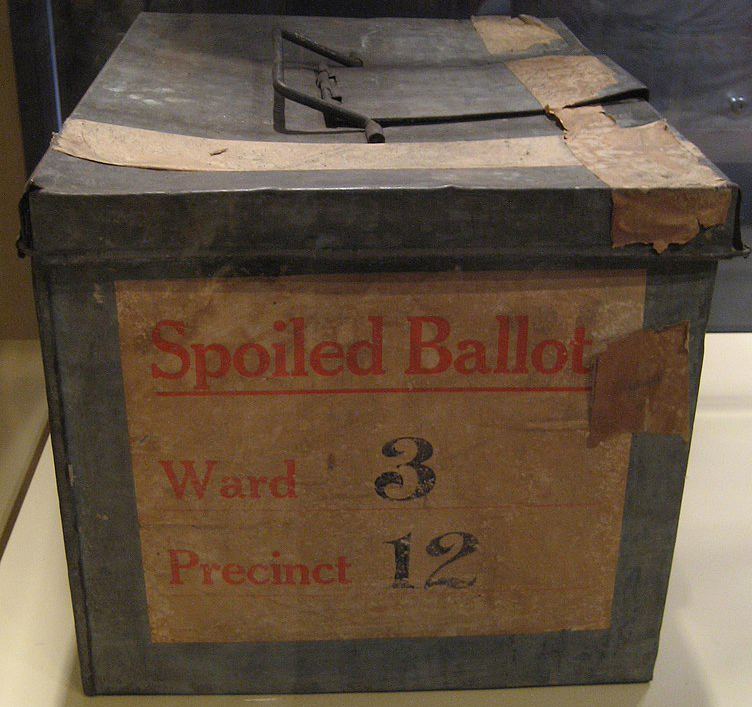 Spoiled Ballot
Ward 3
Precinct 12